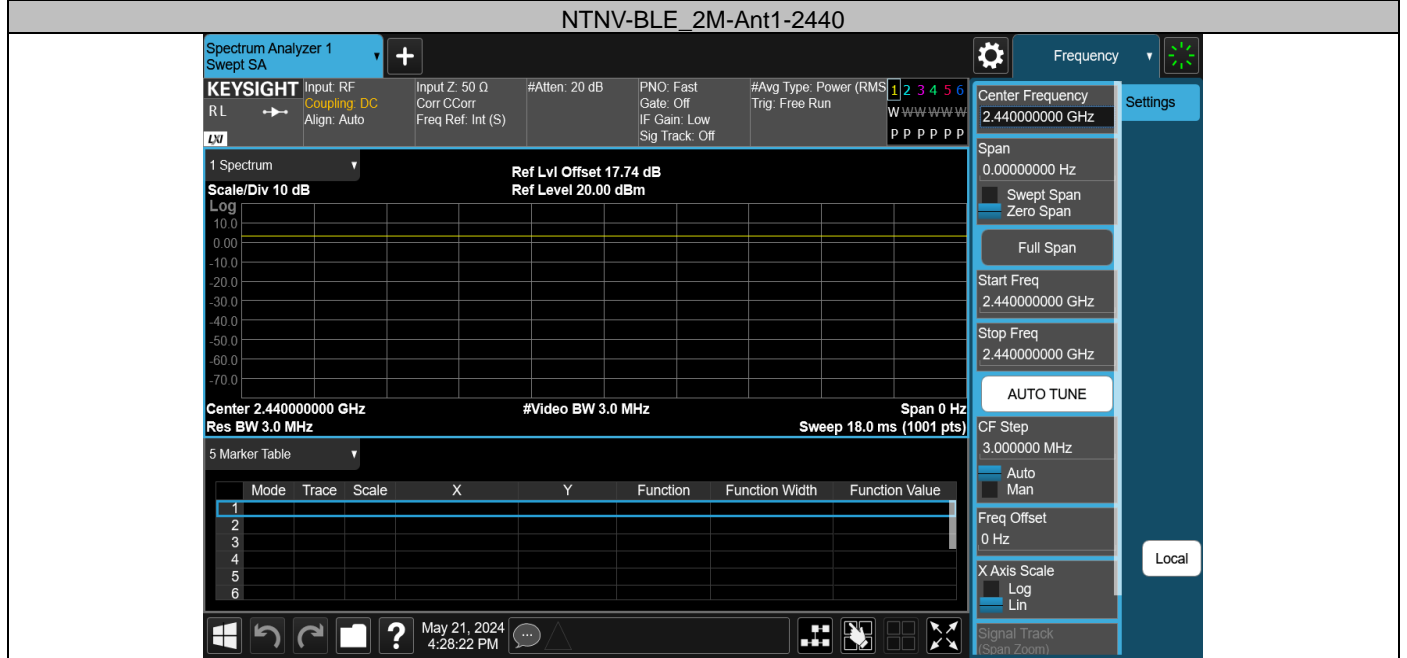 NTNV-BLE_2M-Ant1-2440
Spectrum Analyzer 1
Swept SA
+
Frequency
KEYSIGHT
R L
LXI
Input: RF
Coupling: DC
Align: Auto
Input Z: 50 Ω
Corr CCorr
Freq Ref: Int (S)
#Atten: 20 dB
PNO: Fast
Gate: Off
IF Gain: Low
Sig Track: Off
#Avg Type: Power (RMS
Trig: Free Run
1 2 3 4 5 6
W W W W W W
P P P P P P
1 Spectrum
Scale/Div 10 dB
Ref Lvl Offset 17.74 dB
Ref Level 20.00 dBm
Log
10.0
0.00
-10.0
-20.0
-30.0
-40.0
-50.0
-60.0
-70.0
Center 2.440000000 GHz
#Video BW 3.0 MHz
Span 0 Hz
Res BW 3.0 MHz
Sweep 18.0 ms (1001 pts)
5 Marker Table
Mode Trace Scale X Y Function Function Width Function Value
1
2
3
4
5
6
Center Frequency
2.440000000 GHz
Settings
Span
0.00000000 Hz
Swept Span
Zero Span
Full Span
Start Freq
2.440000000 GHz
Stop Freq
2.440000000 GHz
AUTO TUNE
CF Step
3.000000 MHz
Auto
Man
Freq Offset
0 Hz
X Axis Scale
Log
Lin
Signal Track
(Span Zoom)
Local
?
May 21, 2024
4:28:22 PM